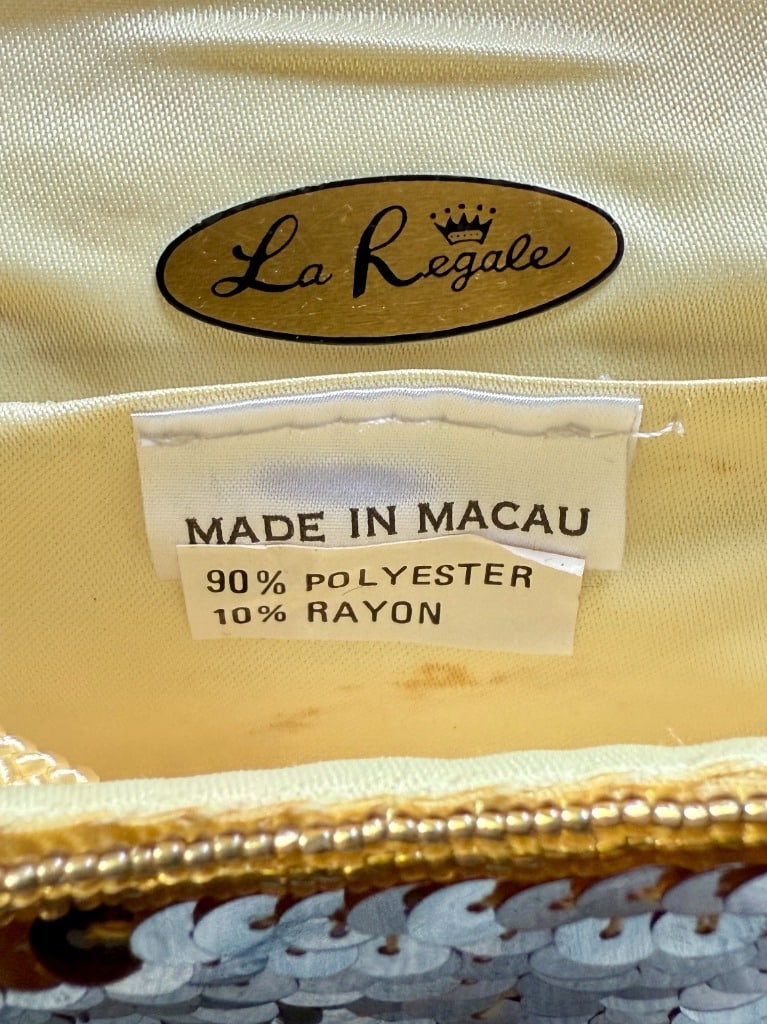 La Regale
MADE IN MACAU
90% POLYESTER
10% RAYON